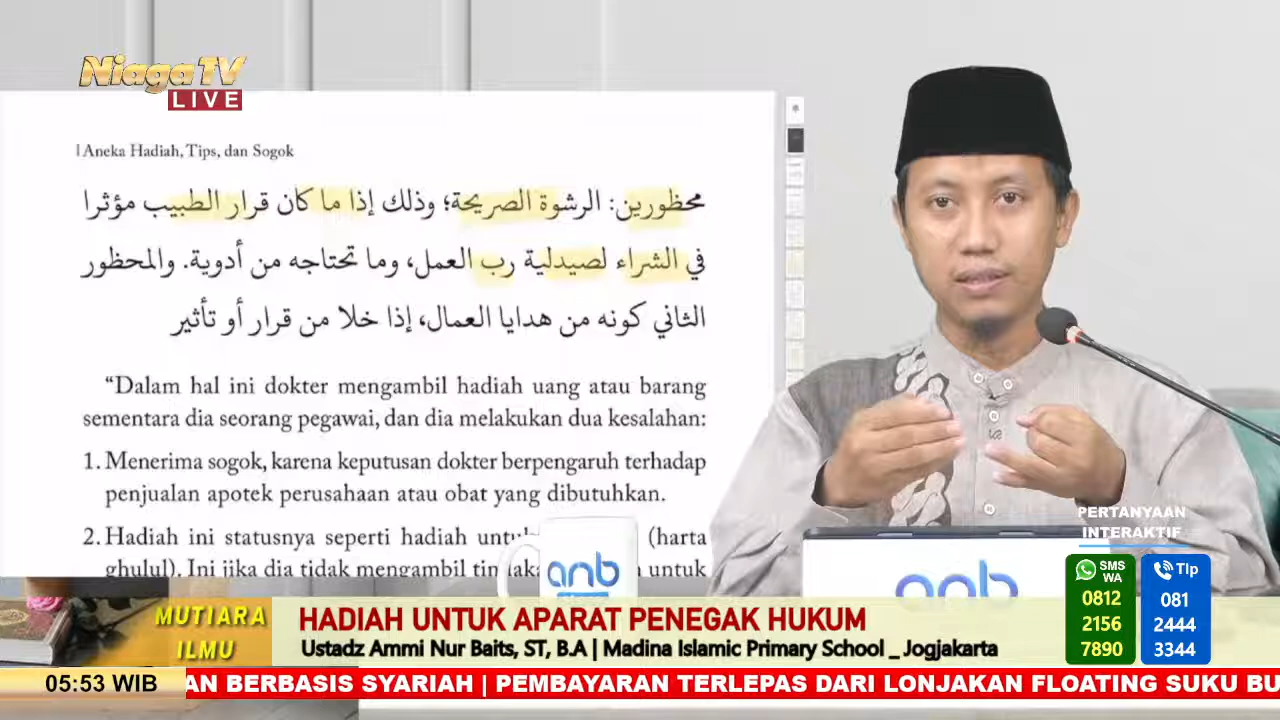 Niaga TV
LIVE
Aneka Hadiah, Tips, dan Sogok
محظورين: الرشوة الصريحة؛ وذلك إذا ما كان قرار الطبيب مؤثرا
في الشراء لصيدلية رب العمل، وما تحتاجه من أدوية. والمحظور
الثاني كونه من هدايا العمال، إذا خلا من قرار أو تأثير
“Dalam hal ini dokter mengambil hadiah uang atau barang
sementara dia seorang pegawai, dan dia melakukan dua kesalahan:
1. Menerima sogok, karena keputusan dokter berpengaruh terhadap
penjualan apotek perusahaan atau obat yang dibutuhkan.
2. Hadiah ini statusnya seperti hadiah (harta
ghulul). Ini jika dia tidak mengambil untuk
anb
anb
PERTANYAAN
INTERAKTIF
SMS
WA
0812
2156
7890
Tlp
081
2444
3344
MUTIARA
ILMU
HADIAH UNTUK APARAT PENEGAK HUKUM
Ustadz Ammi Nur Baits, ST, B.A | Madina Islamic Primary School _ Jogjakarta
05:53 WIB
AN BERBASIS SYARIAH | PEMBAYARAN TERLEPAS DARI LONJAKAN FLOATING SUKU BU